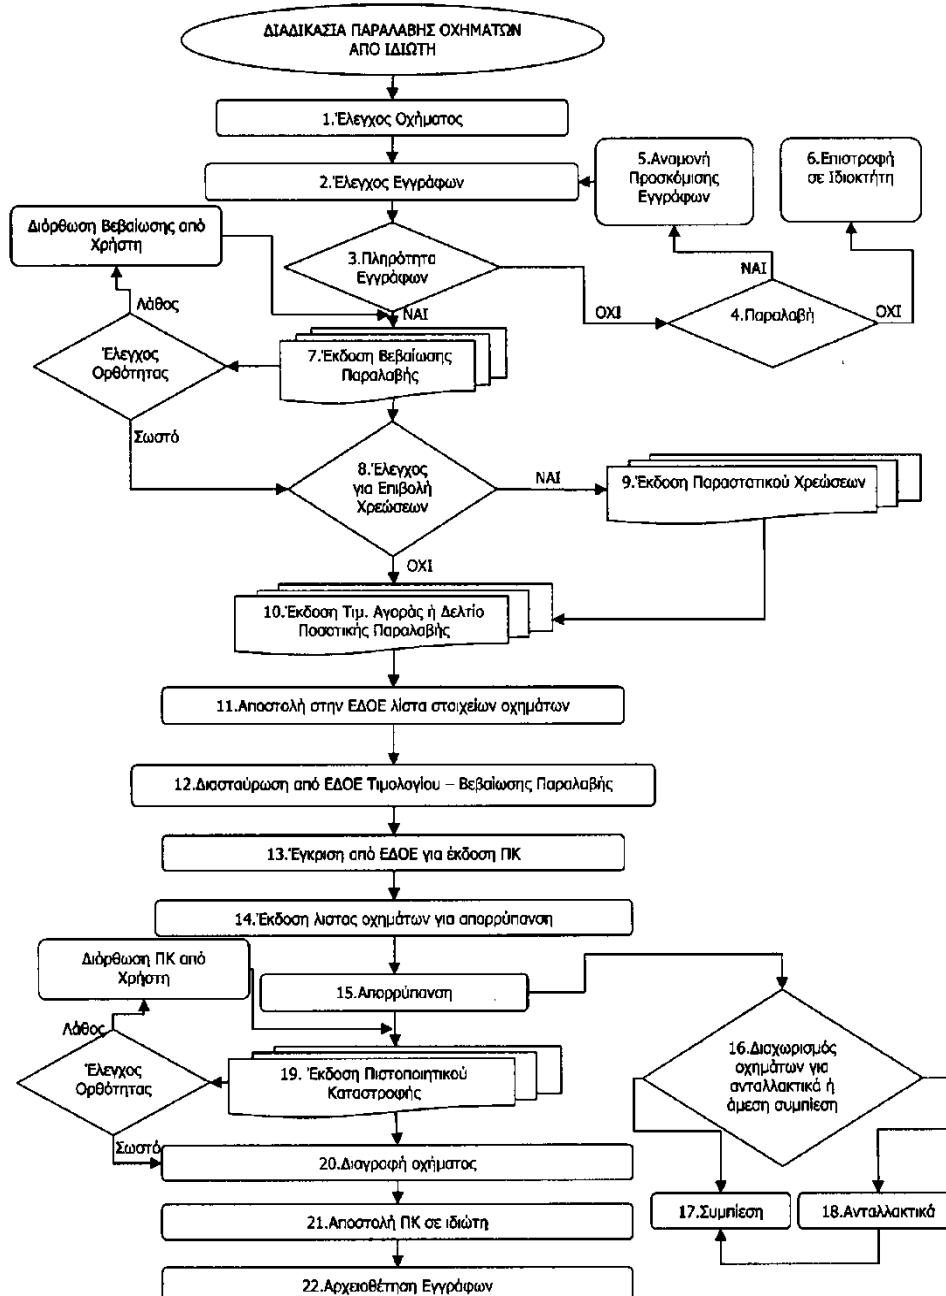 ΔΙΑΔΙΚΑΣΙΑ ΠΑΡΑΛΑΒΗΣ ΟΧΗΜΑΤΩΝ
ΑΠΟ ΙΔΙΩΤΗ
1.Έλεγχος Οχήματος
2.Έλεγχος Εγγράφων
5.Αναμονή
Προσκόμισης
Εγγράφων
6.Επιστροφή
σε Ιδιοκτήτη
Διόρθωση Βεβαίωσης από
Χρήστη
3.Πληρότητα
Εγγράφων
ΝΑΙ
Λάθος
ΝΑΙ
ΟΧΙ
4.Παραλαβή
ΟΧΙ
Έλεγχος
Ορθότητας
7.Έκδοση Βεβαίωσης
Παραλαβής
Σωστό
8.Έλεγχος
για Επιβολή
Χρεώσεων
ΝΑΙ
9.Έκδοση Παραστατικού Χρεώσεων
ΟΧΙ
10.Έκδοση Τιμ. Αγοράς ή Δελτίο
Ποσοτικής Παραλαβής
11.Αποστολή στην ΕΔΟΕ λίστα στοιχείων οχημάτων
12.Διασταύρωση από ΕΔΟΕ Τιμολογίου – Βεβαίωσης Παραλαβής
13.Έγκριση από ΕΔΟΕ για έκδοση ΠΚ
14.Έκδοση λιστας οχημάτων για απορρύπανση
Διόρθωση ΠΚ από
Χρήστη
15.Απορρύπανση
Λάθος
Έλεγχος
Ορθότητας
19. Έκδοση Πιστοποιητικού
Καταστροφής
16.Διαχωρισμός
οχημάτων για
ανταλλακτικά ή
άμεση συμπίεση
Σωστό
20.Διαγραφή οχήματος
17.Συμπίεση
18.Ανταλλακτικά
21.Αποστολή ΠΚ σε ιδιώτη
22.Αρχειοθέτηση Εγγράφων